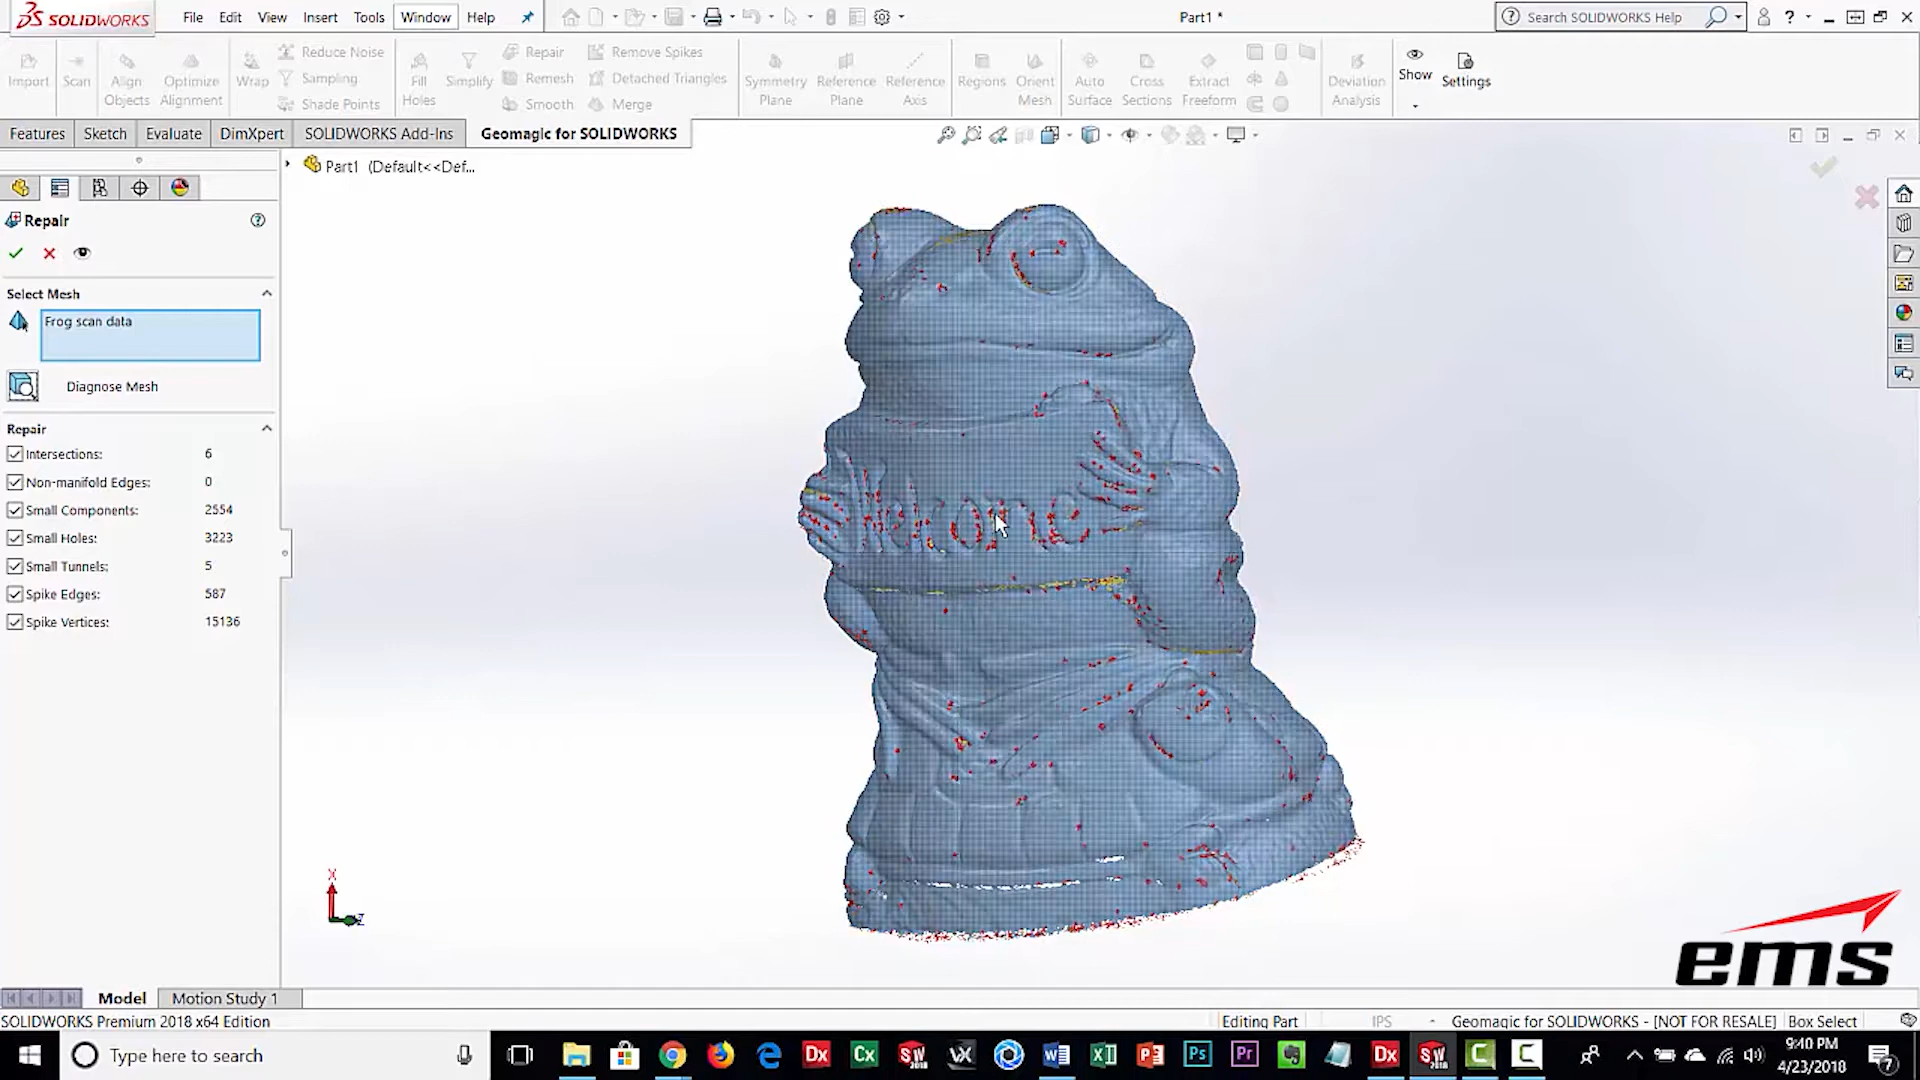 SOLIDWORKS File Edit View Insert Tools Window Help Part1 * Search SOLIDWORKS Help ?
Import Scan Align Objects Optimize Alignment Wrap Reduce Noise Sampling Shade Points Fill Holes Simplify Repair Remesh Smooth Remove Spikes Detached Triangles Merge Symmetry Plane Reference Plane Reference Axis Regions Orient Mesh Auto Surface Cross Sections Extract Freeform Deviation Analysis Show Settings
Features Sketch Evaluate DimXpert SOLIDWORKS Add-Ins Geomagic for SOLIDWORKS
Part1 (Default<<Def...
Repair
Select Mesh
Frog scan data
Diagnose Mesh
Repair
Intersections: 6
Non-manifold Edges: 0
Small Components: 2554
Small Holes: 3223
Small Tunnels: 5
Spike Edges: 587
Spike Vertices: 15136
Welcome
X
Z
ems
Model Motion Study 1
SOLIDWORKS Premium 2018 x64 Edition Editing Part IPS - Geomagic for SOLIDWORKS - [NOT FOR RESALE] Box Select
Type here to search 9:40 PM
4/23/2018